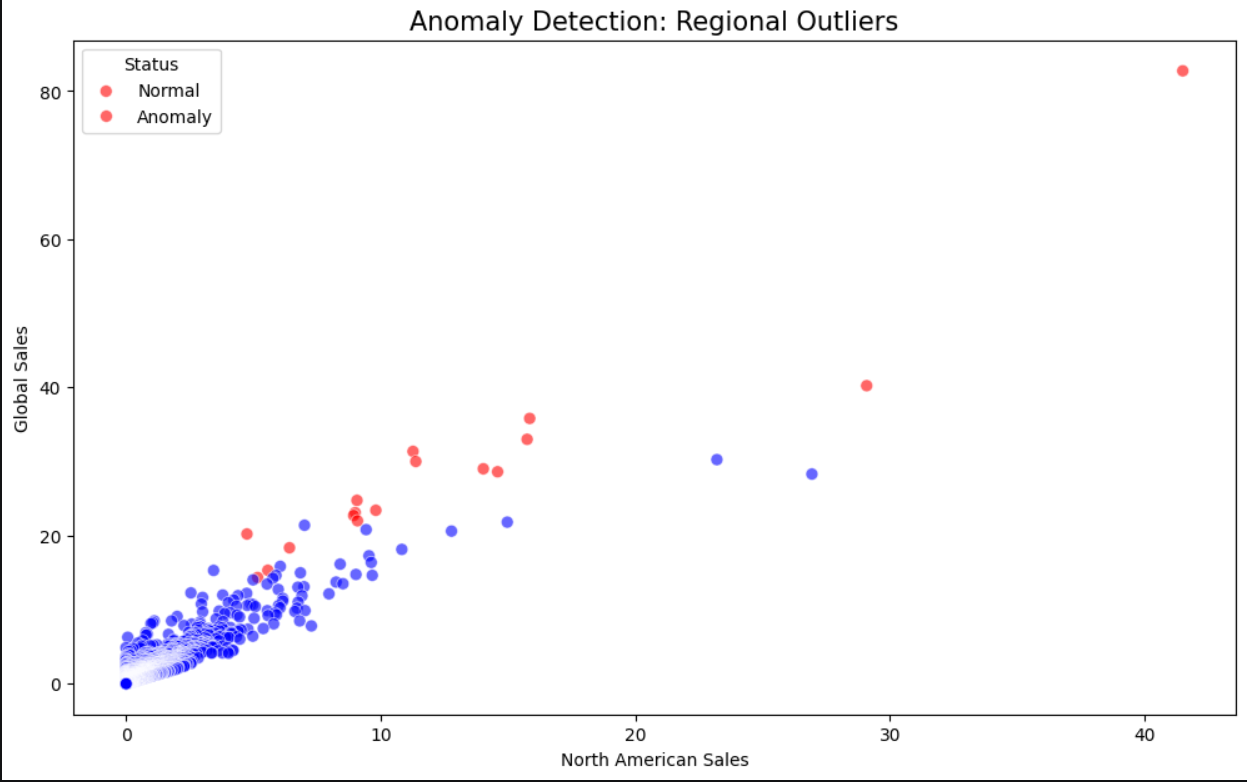 Anomaly Detection: Regional Outliers
Status
Normal
Anomaly
80
60
40
20
0
Global Sales
0 10 20 30 40
North American Sales